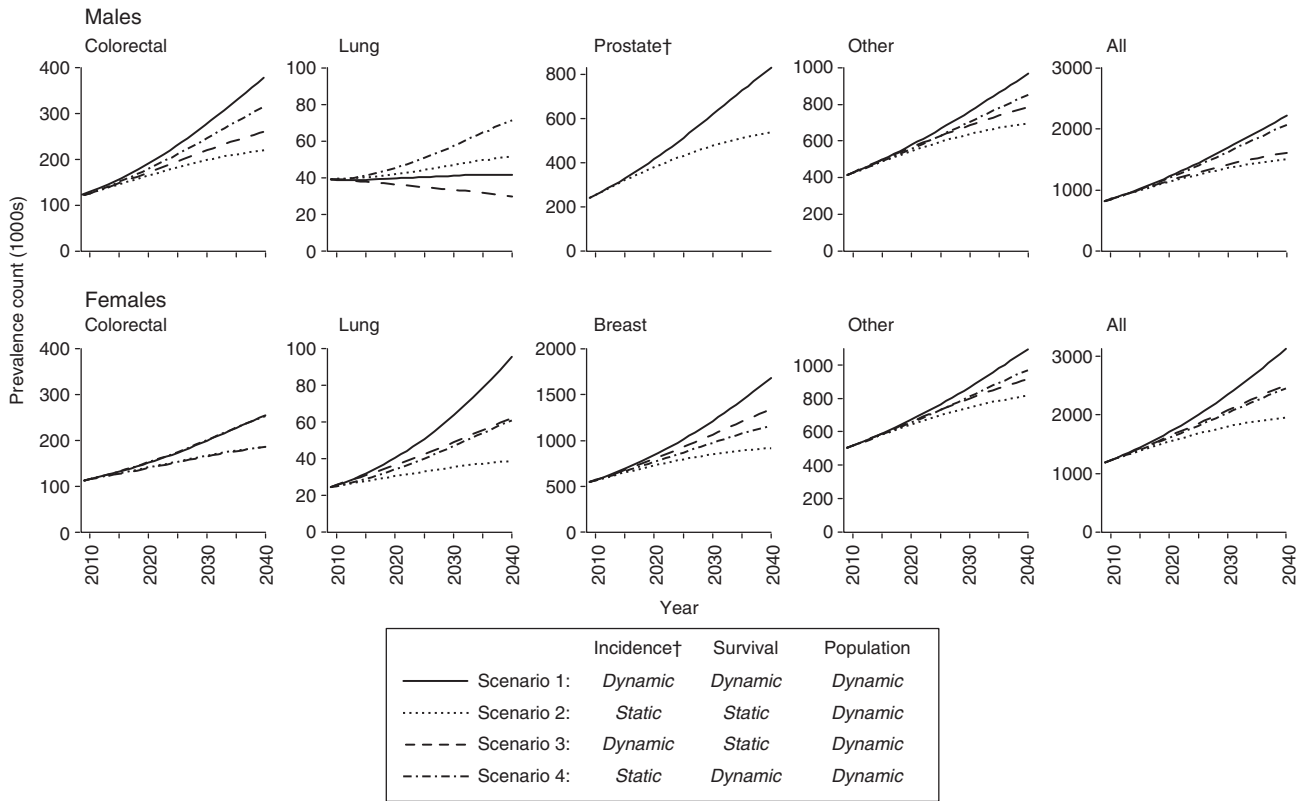 Males
Colorectal Lung Prostate† Other All
400 100 800 1000 3000
300 80 600 800 2000
200 60 400 600 1000
100 40 200 400 0
0 20 0 200
0 0
Prevalence count (1000s)
Females
Colorectal Lung Breast Other All
400 100 2000 1000 3000
300 80 1500 800 2000
200 60 1000 600 1000
100 40 500 400 0
0 20 0 200
0 0
2010 2020 2030 2040 2010 2020 2030 2040 2010 2020 2030 2040 2010 2020 2030 2040 2010 2020 2030 2040
Year
Incidence† Survival Population
Scenario 1: Dynamic Dynamic Dynamic
Scenario 2: Static Static Dynamic
Scenario 3: Dynamic Static Dynamic
Scenario 4: Static Dynamic Dynamic